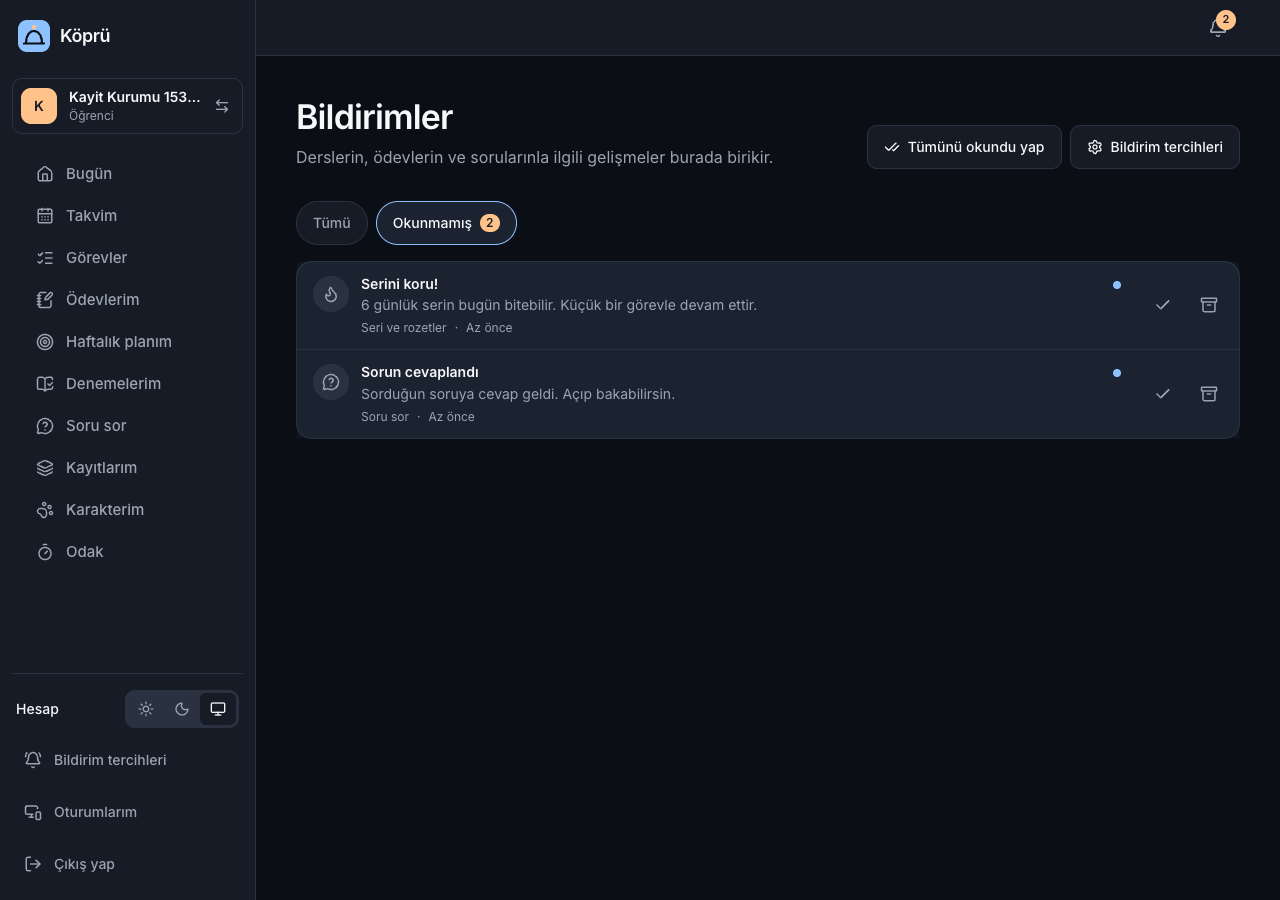 Köprü
2
K
Kayit Kurumu 153...
Öğrenci
Bugün
Takvim
Görevler
Ödevlerim
Haftalık planım
Denemelerim
Soru sor
Kayıtlarım
Karakterim
Odak
Hesap
Bildirim tercihleri
Oturumlarım
Çıkış yap
Bildirimler
Derslerin, ödevlerin ve sorularınla ilgili gelişmeler burada birikir.
Tümünü okundu yap
Bildirim tercihleri
Tümü
Okunmamış 2
Serini koru!
6 günlük serin bugün bitebilir. Küçük bir görevle devam ettir.
Seri ve rozetler · Az önce
Sorun cevaplandı
Sorduğun soruya cevap geldi. Açıp bakabilirsin.
Soru sor · Az önce